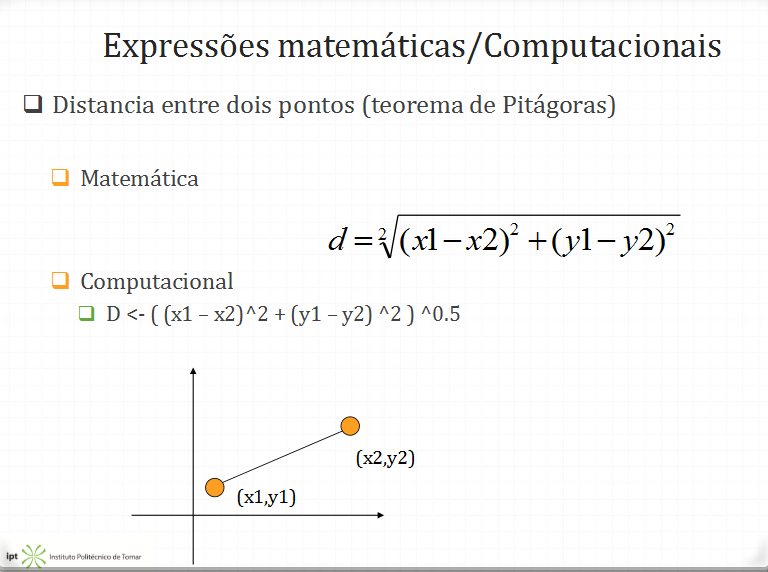 Expressões matemáticas/Computacionais
Distancia entre dois pontos (teorema de Pitágoras)
Matemática
d = ²√((x1−x2)² + (y1−y2)²)
Computacional
D <- ( (x1 – x2)^2 + (y1 – y2) ^2 ) ^0.5
(x2,y2)
(x1,y1)
ipt Instituto Politécnico de Tomar